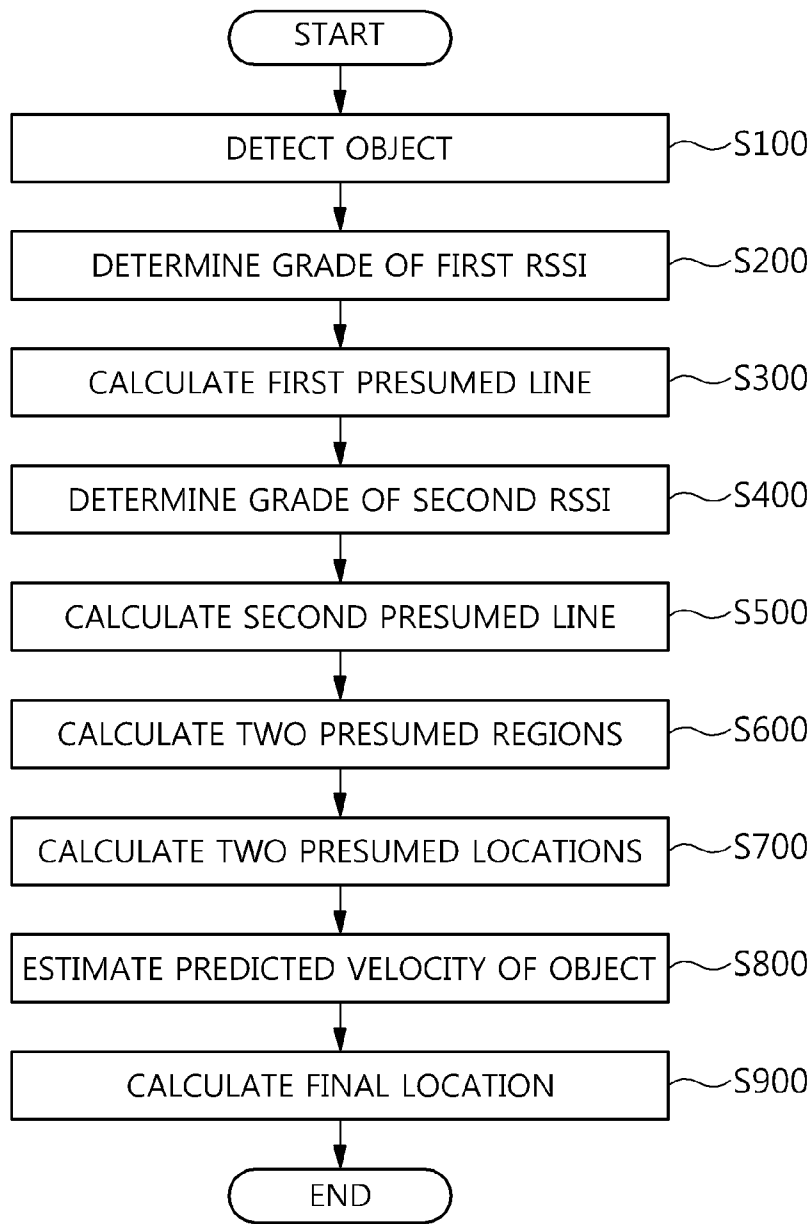 START
DETECT OBJECT S100
DETERMINE GRADE OF FIRST RSSI S200
CALCULATE FIRST PRESUMED LINE S300
DETERMINE GRADE OF SECOND RSSI S400
CALCULATE SECOND PRESUMED LINE S500
CALCULATE TWO PRESUMED REGIONS S600
CALCULATE TWO PRESUMED LOCATIONS S700
ESTIMATE PREDICTED VELOCITY OF OBJECT S800
CALCULATE FINAL LOCATION S900
END